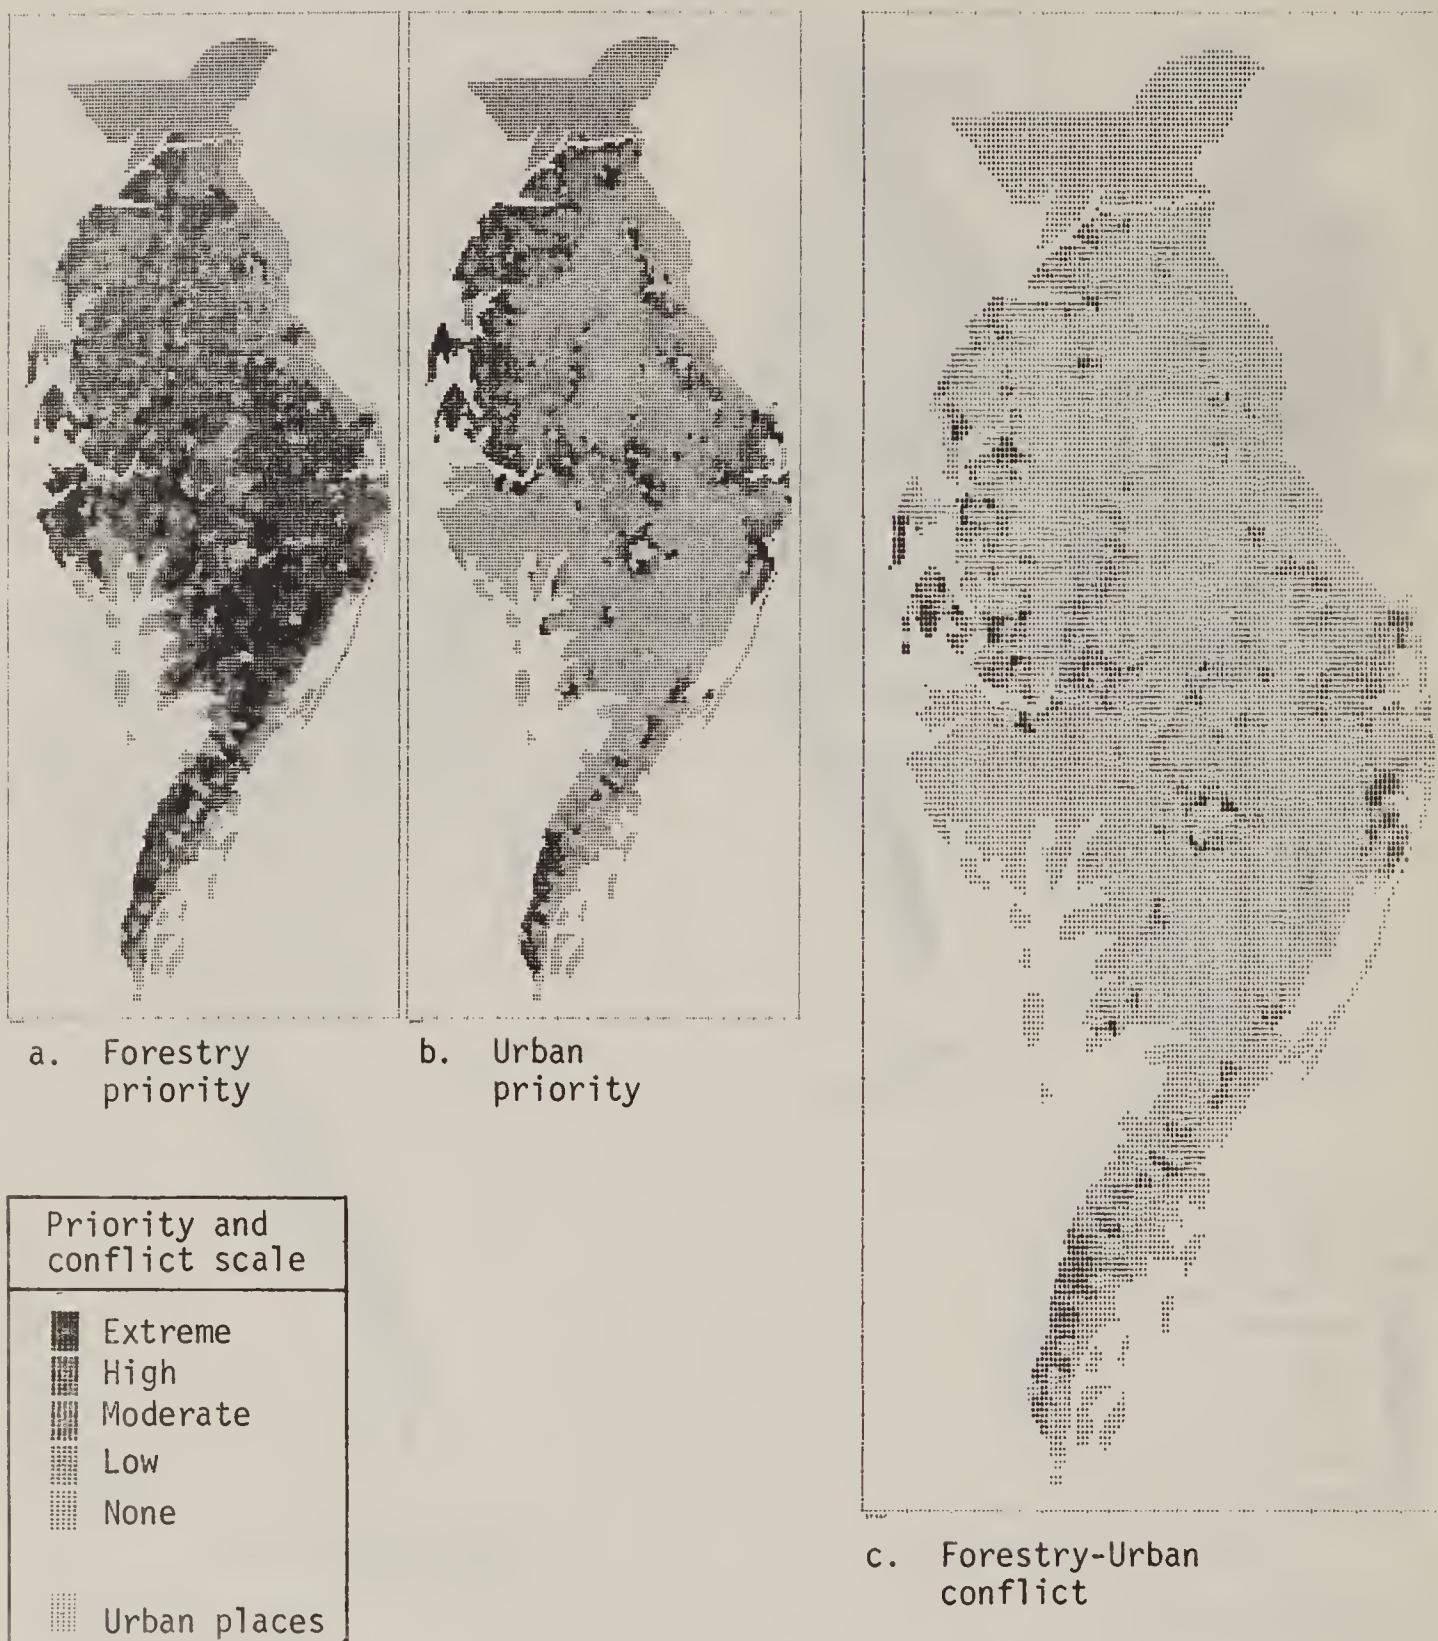 a. Forestry
priority
b. Urban
priority
Priority and
conflict scale
Extreme
High
Moderate
Low
None
Urban places
c. Forestry-Urban
conflict